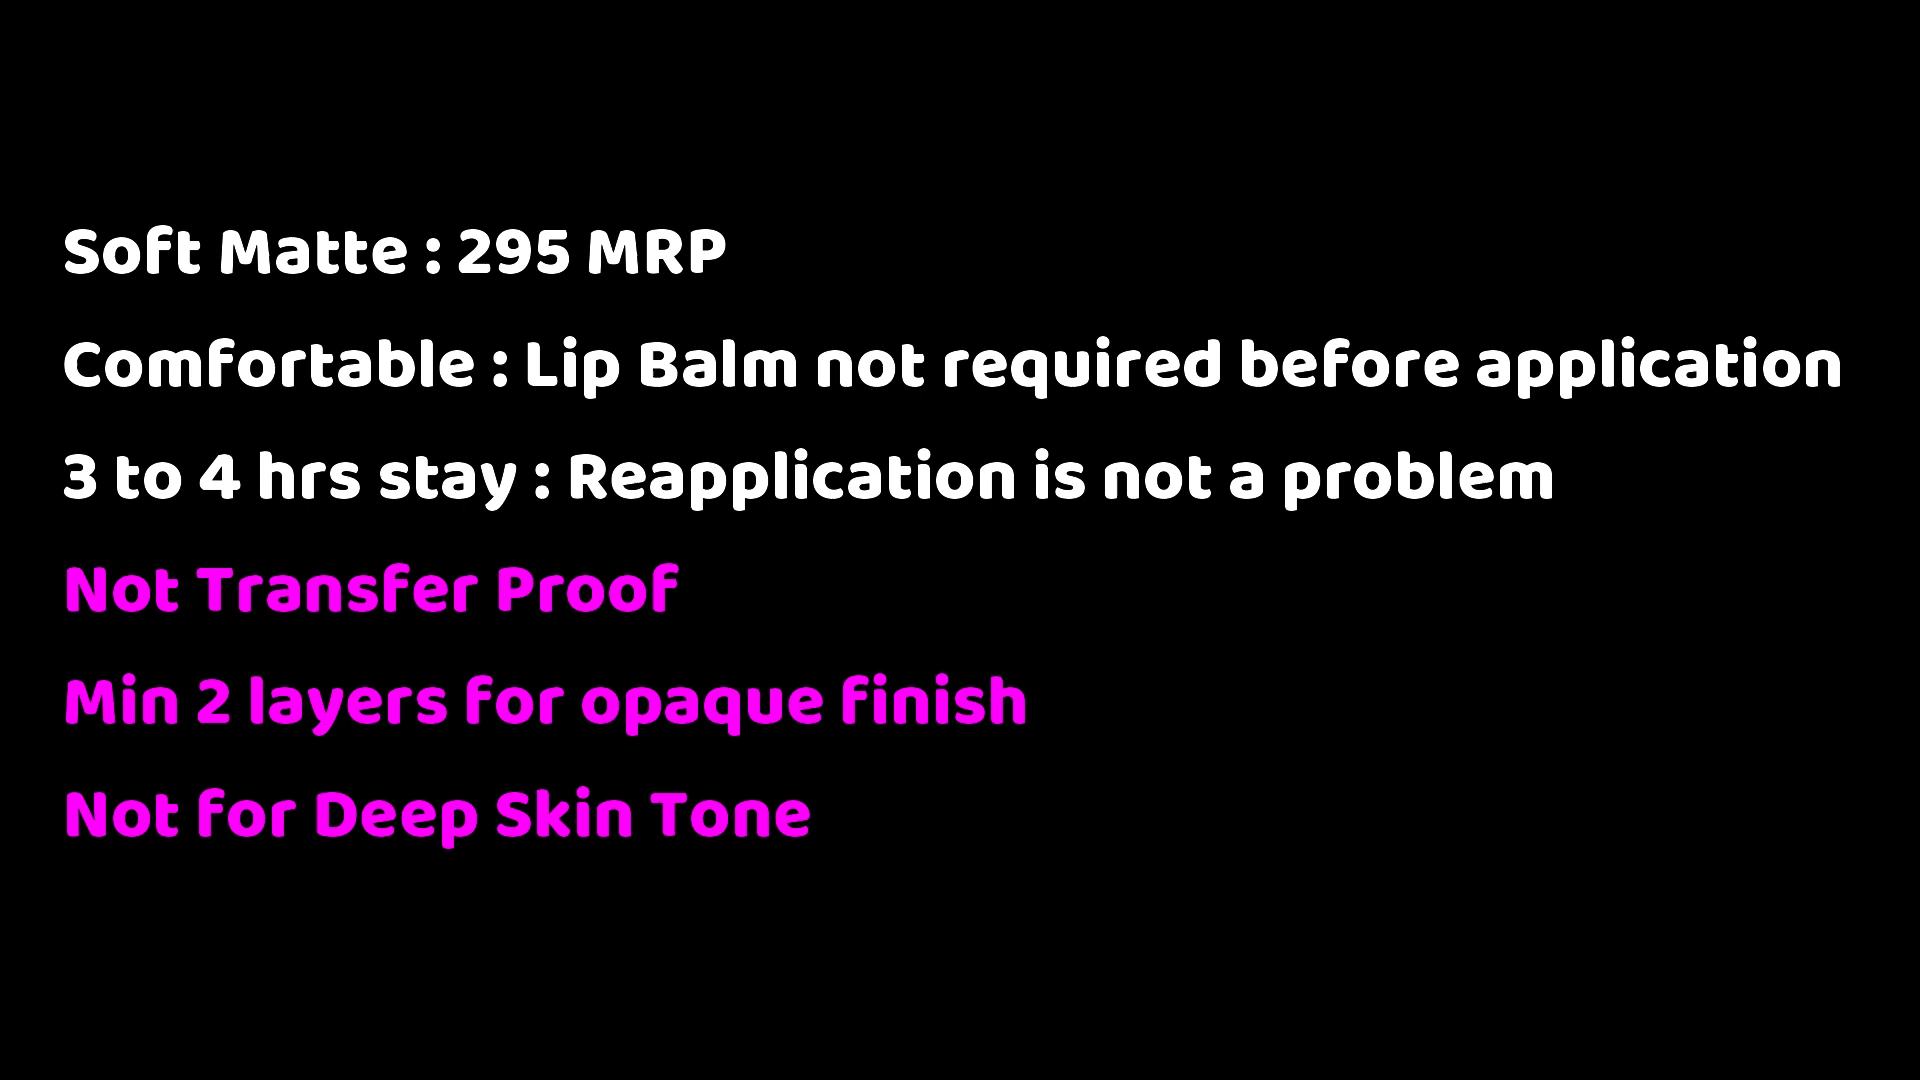 Soft Matte : 295 MRP
Comfortable : Lip Balm not required before application
3 to 4 hrs stay : Reapplication is not a problem
Not Transfer Proof
Min 2 layers for opaque finish
Not for Deep Skin Tone